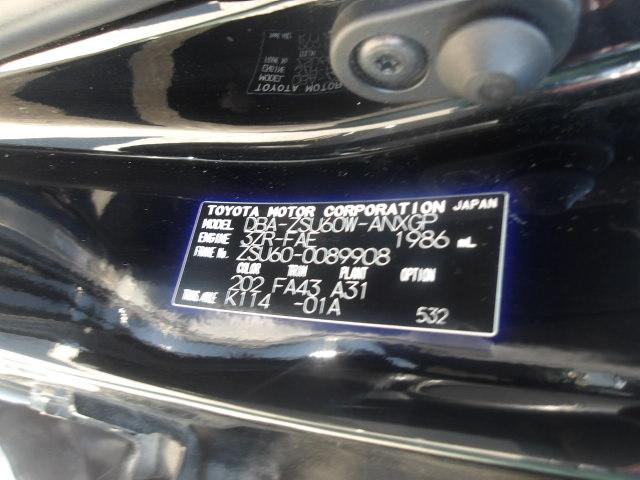 TOYOTA MOTOR CORPORATION JAPAN
MODEL DBA-ZSU60W-ANXGP
ENGINE 3ZR-FAE 1986 mL
FRAME No. ZSU60-0089908
COLOR TRIM PLANT OPTION
202 FA43 A31
TRANS./AXLE K114 -01A
532